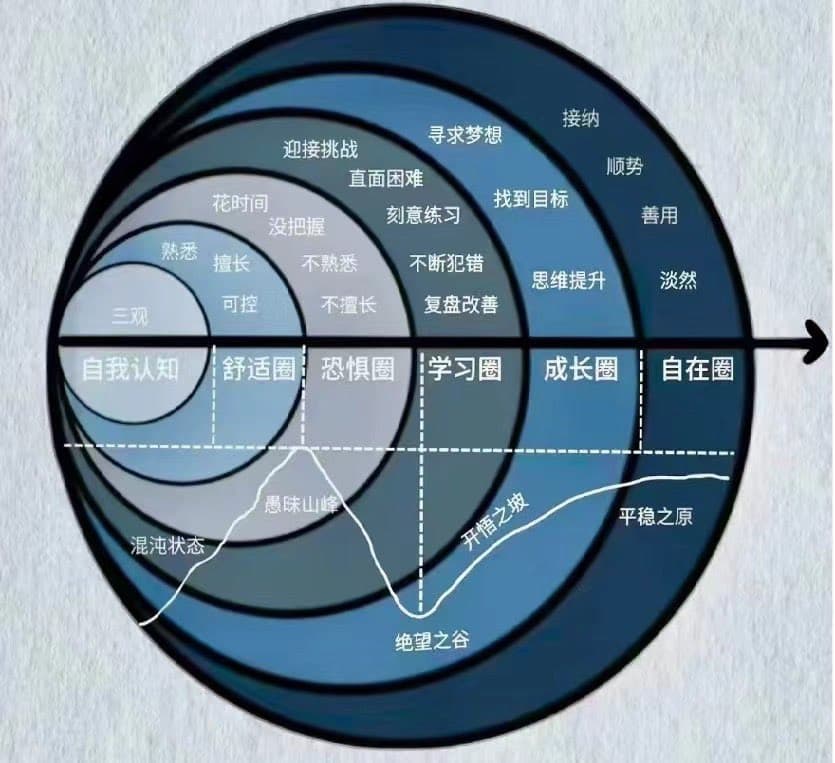 接纳
寻求梦想
迎接挑战
顺势
直面困难
找到目标
花时间
刻意练习
善用
没把握
熟悉
擅长
不熟悉
不断犯错
思维提升
淡然
三观
可控
不擅长
复盘改善
自我认知
舒适圈
恐惧圈
学习圈
成长圈
自在圈
愚昧山峰
开悟之坡
平稳之原
混沌状态
绝望之谷